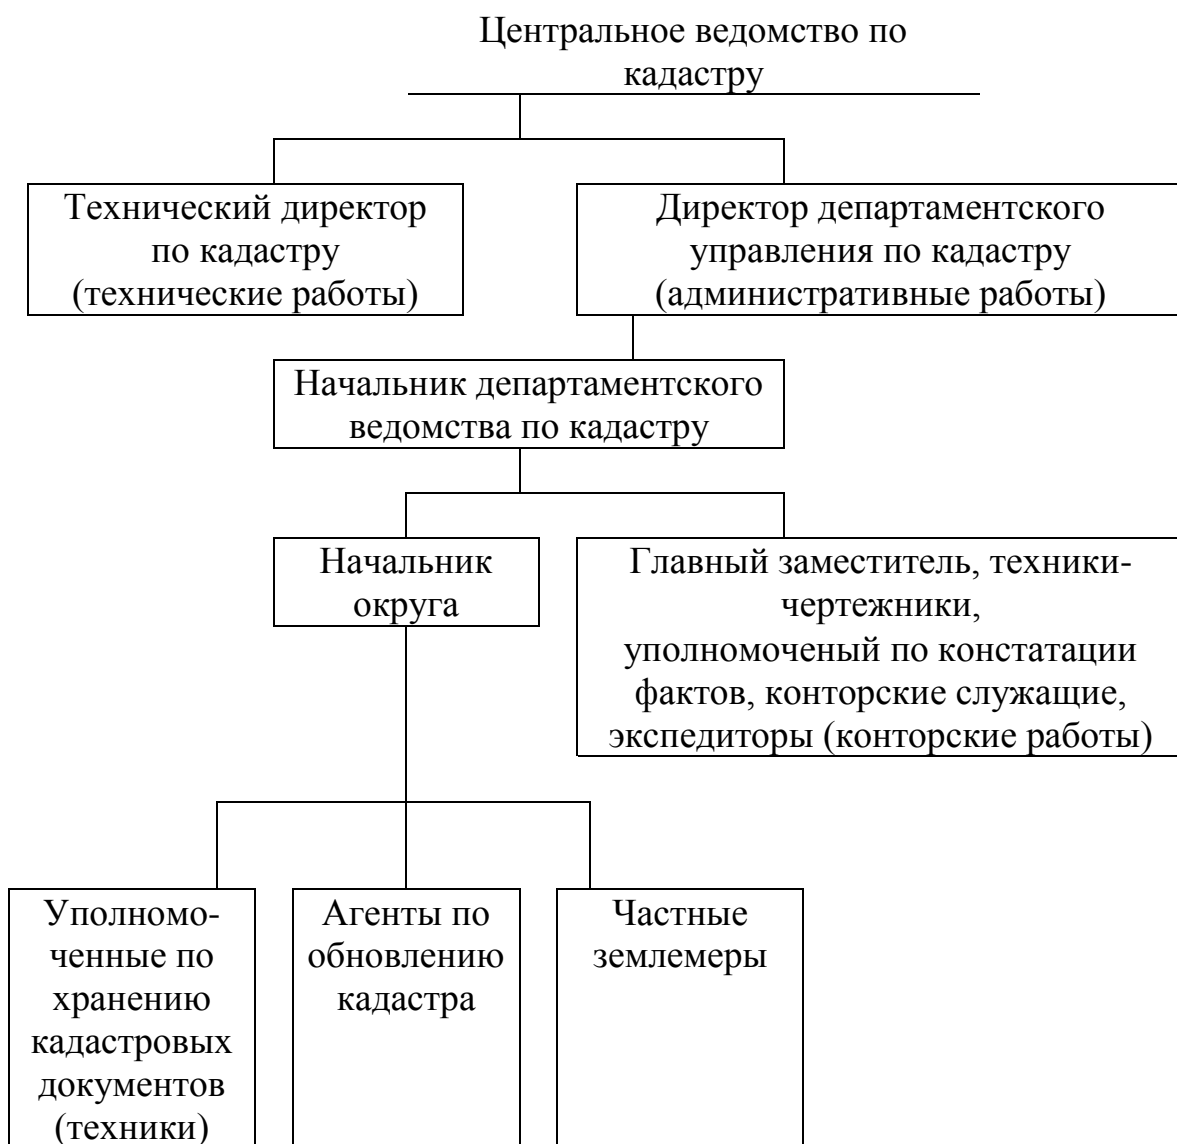 Центральное ведомство по
кадастру
Технический директор
по кадастру
(технические работы)
Директор департаментского
управления по кадастру
(административные работы)
Начальник департаментского
ведомства по кадастру
Начальник
округа
Главный заместитель, техники-
чертежники,
уполномоченый по констатации
фактов, конторские служащие,
экспедиторы (конторские работы)
Уполномо-
ченные по
хранению
кадастровых
документов
(техники)
Агенты по
обновлению
кадастра
Частные
землемеры